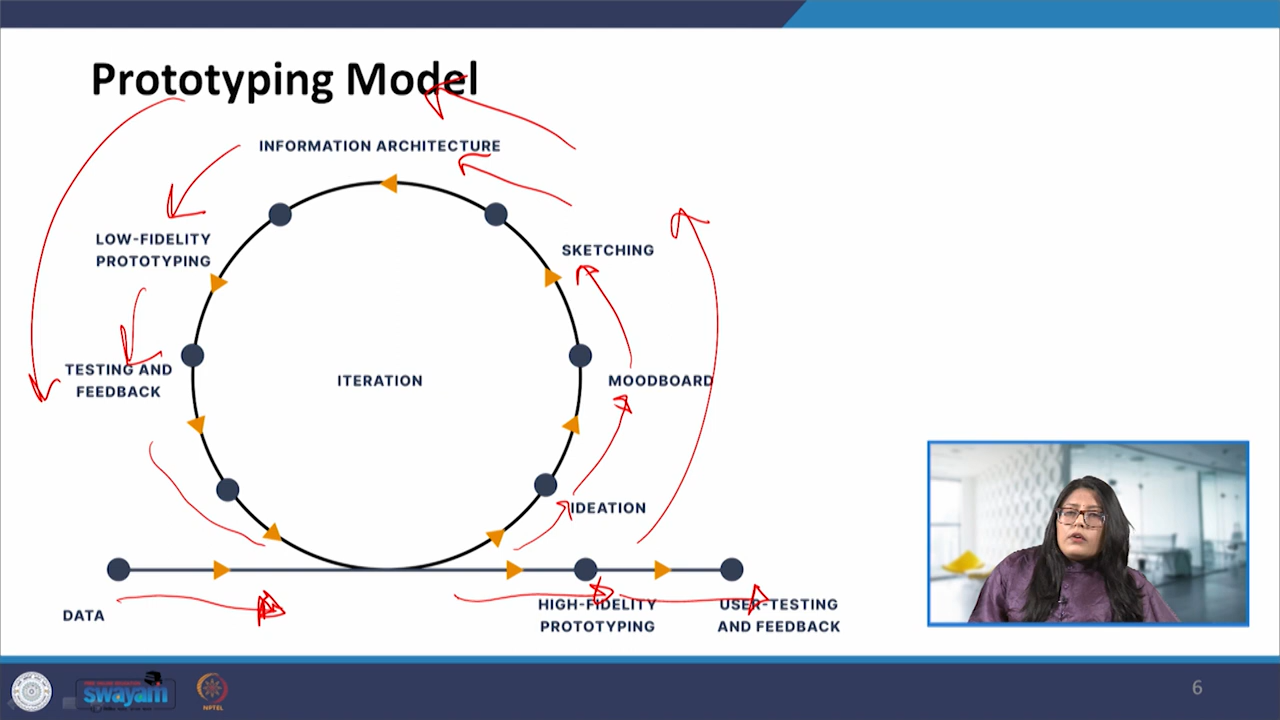 Prototyping Model
INFORMATION ARCHITECTURE
LOW-FIDELITY
PROTOTYPING
SKETCHING
TESTING AND
FEEDBACK
ITERATION
MOODBOARD
IDEATION
DATA
HIGH-FIDELITY
PROTOTYPING
USER-TESTING
AND FEEDBACK
swayam
NPTEL
6